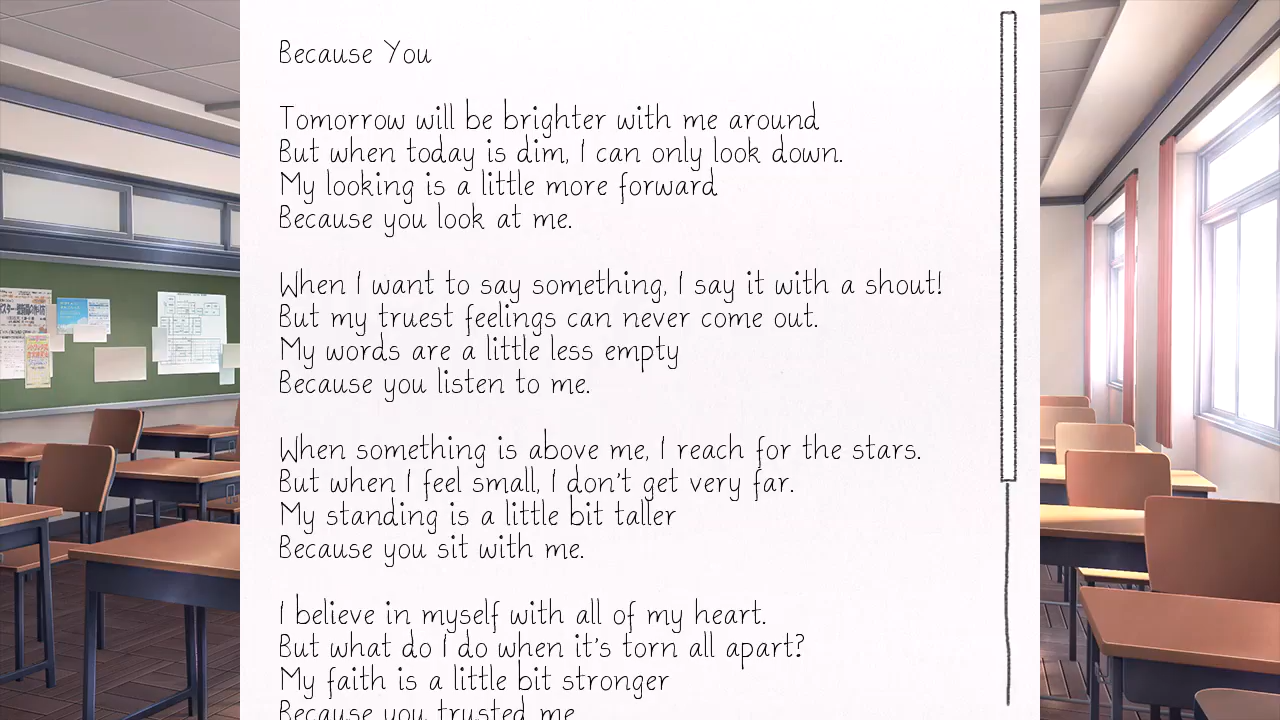 Because You
Tomorrow will be brighter with me around
But when today is dim, I can only look down.
My looking is a little more forward
Because you look at me.
When I want to say something, I say it with a shout!
But my truest feelings can never come out.
My words are a little less empty
Because you listen to me.
When something is above me, I reach for the stars.
But when I feel small, I don't get very far.
My standing is a little bit taller
Because you sit with me.
I believe in myself with all of my heart.
But what do I do when it's torn all apart?
My faith is a little bit stronger
Because you trusted me